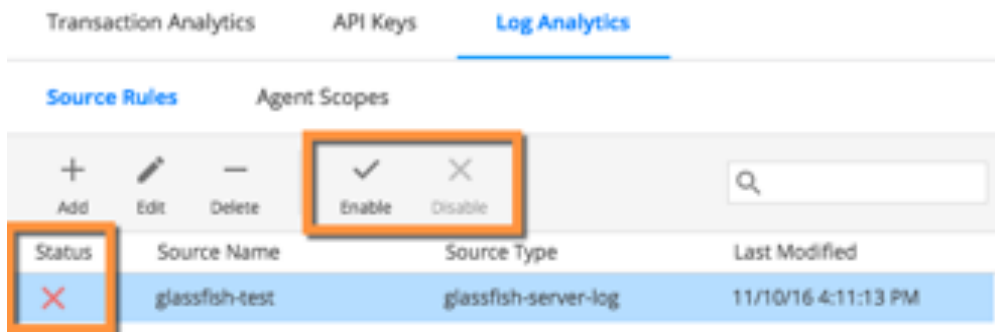 Transaction Analytics API Keys Log Analytics
Source Rules Agent Scopes
Add Edit Delete Enable Disable
Status Source Name Source Type Last Modified
glassfish-test glassfish-server-log 11/10/16 4:11:13 PM